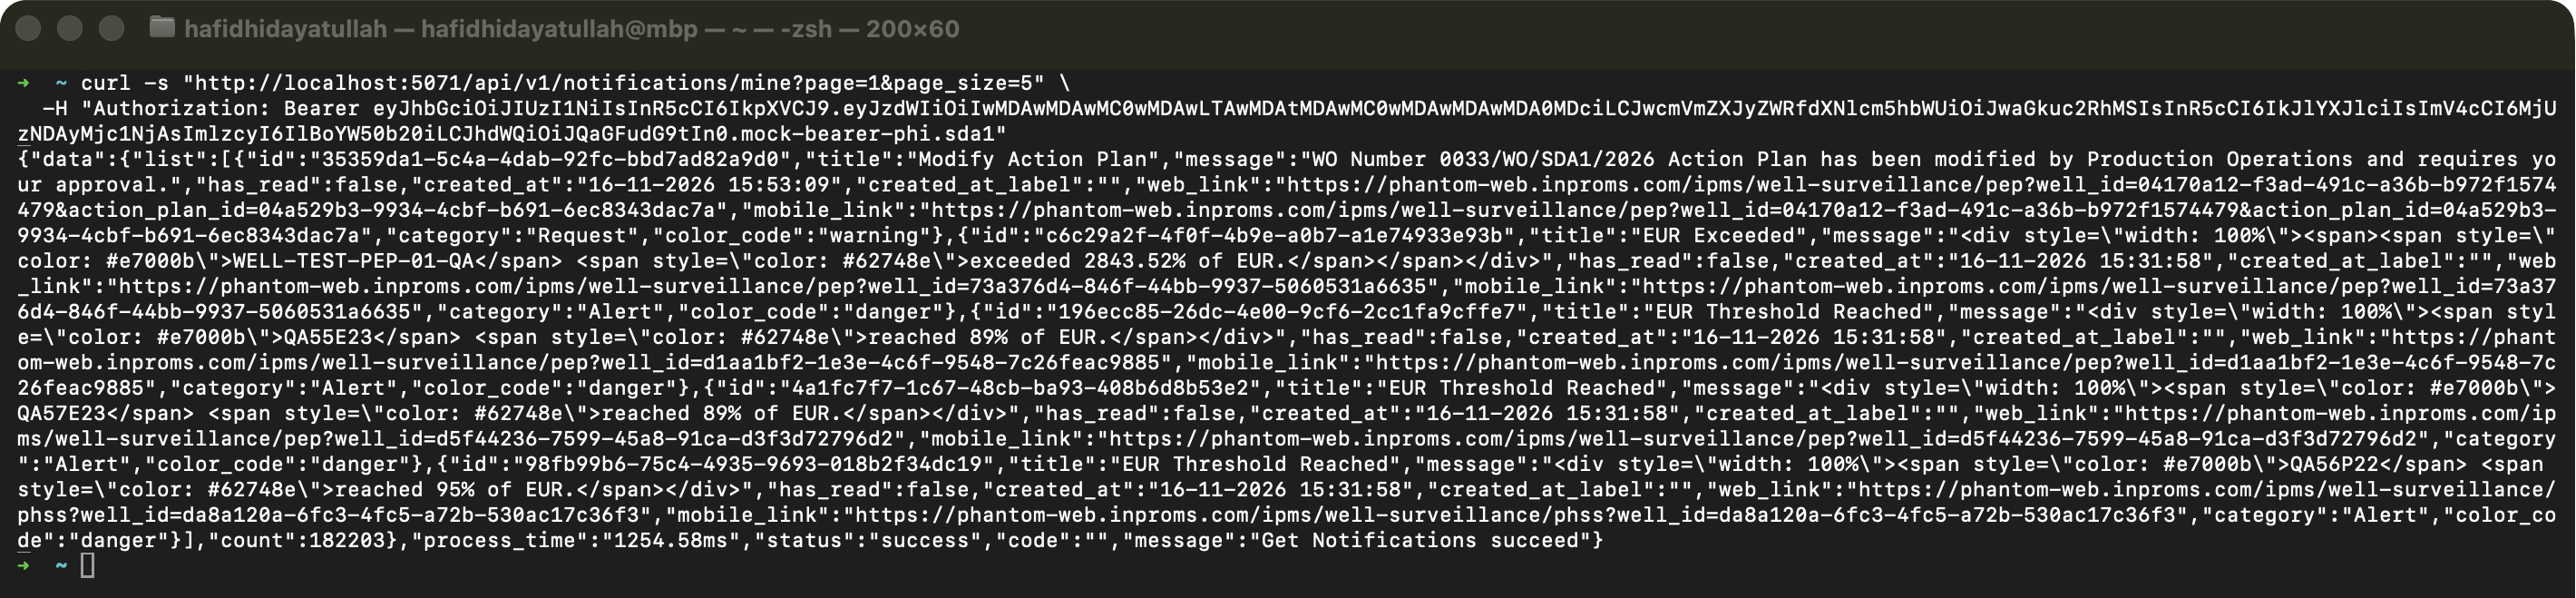 hafidhidayatullah — hafidhidayatullah@mbp — ~ — -zsh — 200×60
➜  ~ curl -s "http://localhost:5071/api/v1/notifications/mine?page=1&page_size=5" \
  -H "Authorization: Bearer eyJhbGciOiJIUzI1NiIsInR5cCI6IkpXVCJ9.eyJzdWIiOiIwMDAwMDAwMC0wMDAwLTAwMDAtMDAwMC0wMDAwMDAwMDA0MDciLCJwcmVmZXJyZWRfdXNlcm5hbWUiOiJwaGkuc2RhMSIsInR5cCI6IkJlYXJlciIsImV4cCI6MjU
zNDAyMjc1NjAsImlzcyI6IlBoYW50b20iLCJhdWQiOiJQaGFudG9tIn0.mock-bearer-phi.sda1"
{"data":{"list":[{"id":"35359da1-5c4a-4dab-92fc-bbd7ad82a9d0","title":"Modify Action Plan","message":"WO Number 0033/WO/SDA1/2026 Action Plan has been modified by Production Operations and requires yo
ur approval.","has_read":false,"created_at":"16-11-2026 15:53:09","created_at_label":"","web_link":"https://phantom-web.inproms.com/ipms/well-surveillance/pep?well_id=04170a12-f3ad-491c-a36b-b972f1574
479&action_plan_id=04a529b3-9934-4cbf-b691-6ec8343dac7a","mobile_link":"https://phantom-web.inproms.com/ipms/well-surveillance/pep?well_id=04170a12-f3ad-491c-a36b-b972f1574479&action_plan_id=04a529b3-
9934-4cbf-b691-6ec8343dac7a","category":"Request","color_code":"warning"},{"id":"c6c29a2f-4f0f-4b9e-a0b7-a1e74933e93b","title":"EUR Exceeded","message":"<div style=\"width: 100%\"><span><span style=\"
color: #e7000b\">WELL-TEST-PEP-01-QA</span> <span style=\"color: #62748e\">exceeded 2843.52% of EUR.</span></span></div>","has_read":false,"created_at":"16-11-2026 15:31:58","created_at_label":"","web
_link":"https://phantom-web.inproms.com/ipms/well-surveillance/pep?well_id=73a376d4-846f-44bb-9937-5060531a6635","mobile_link":"https://phantom-web.inproms.com/ipms/well-surveillance/pep?well_id=73a37
6d4-846f-44bb-9937-5060531a6635","category":"Alert","color_code":"danger"},{"id":"196ecc85-26dc-4e00-9cf6-2cc1fa9cffe7","title":"EUR Threshold Reached","message":"<div style=\"width: 100%\"><span styl
e=\"color: #e7000b\">QA55E23</span> <span style=\"color: #62748e\">reached 89% of EUR.</span></div>","has_read":false,"created_at":"16-11-2026 15:31:58","created_at_label":"","web_link":"https://phant
om-web.inproms.com/ipms/well-surveillance/pep?well_id=d1aa1bf2-1e3e-4c6f-9548-7c26feac9885","mobile_link":"https://phantom-web.inproms.com/ipms/well-surveillance/pep?well_id=d1aa1bf2-1e3e-4c6f-9548-7c
26feac9885","category":"Alert","color_code":"danger"},{"id":"4a1fc7f7-1c67-48cb-ba93-408b6d8b53e2","title":"EUR Threshold Reached","message":"<div style=\"width: 100%\"><span style=\"color: #e7000b\">
QA57E23</span> <span style=\"color: #62748e\">reached 89% of EUR.</span></div>","has_read":false,"created_at":"16-11-2026 15:31:58","created_at_label":"","web_link":"https://phantom-web.inproms.com/ip
ms/well-surveillance/pep?well_id=d5f44236-7599-45a8-91ca-d3f3d72796d2","mobile_link":"https://phantom-web.inproms.com/ipms/well-surveillance/pep?well_id=d5f44236-7599-45a8-91ca-d3f3d72796d2","category
":"Alert","color_code":"danger"},{"id":"98fb99b6-75c4-4935-9693-018b2f34dc19","title":"EUR Threshold Reached","message":"<div style=\"width: 100%\"><span style=\"color: #e7000b\">QA56P22</span> <span 
style=\"color: #62748e\">reached 95% of EUR.</span></div>","has_read":false,"created_at":"16-11-2026 15:31:58","created_at_label":"","web_link":"https://phantom-web.inproms.com/ipms/well-surveillance/
phss?well_id=da8a120a-6fc3-4fc5-a72b-530ac17c36f3","mobile_link":"https://phantom-web.inproms.com/ipms/well-surveillance/phss?well_id=da8a120a-6fc3-4fc5-a72b-530ac17c36f3","category":"Alert","color_co
de":"danger"}],"count":182203},"process_time":"1254.58ms","status":"success","code":"","message":"Get Notifications succeed"}
➜  ~